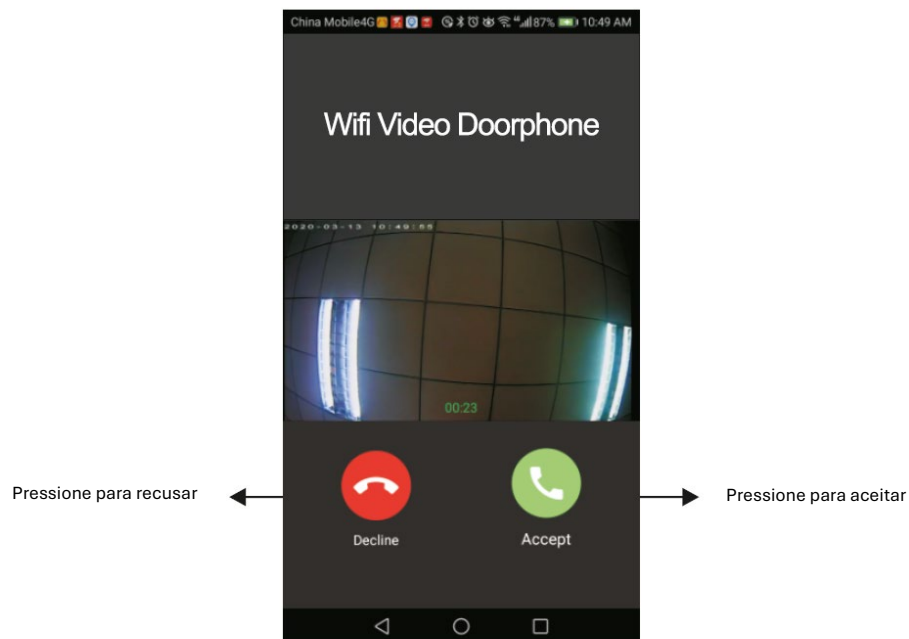 China Mobile4G 87% 10:49 AM
Wifi Video Doorphone
2020-03-13 10:49:55
00:23
Pressione para recusar
Pressione para aceitar
Decline
Accept